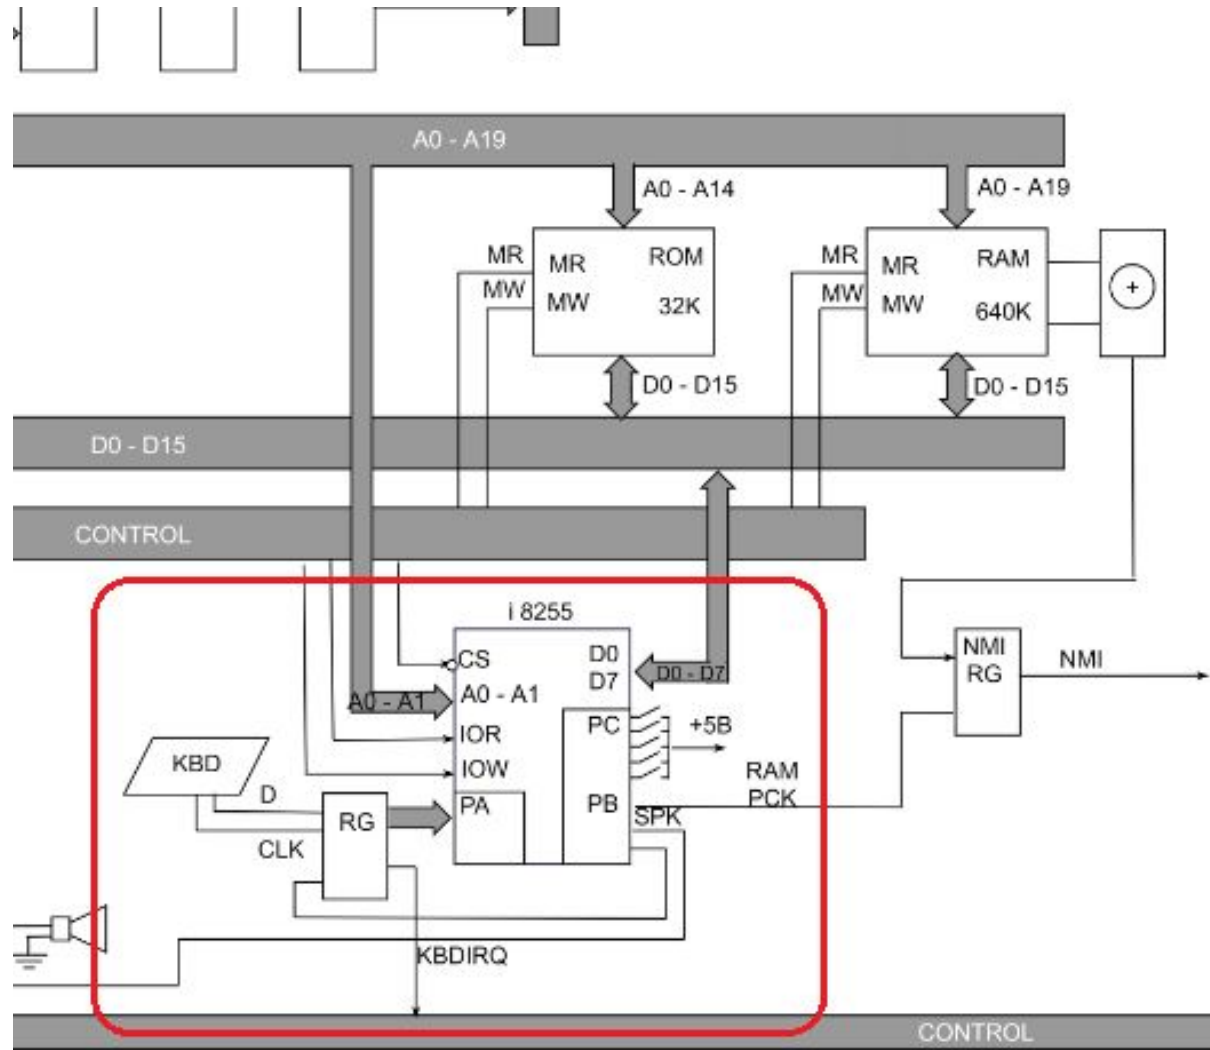 A0 - A19
A0 - A14
A0 - A19
MR
MW
MR
MW
ROM
32K
MR
MW
MR
MW
RAM
640K
+
D0 - D15
D0 - D15
D0 - D15
CONTROL
i 8255
CS
D0
D7
D0 - D7
A0 - A1
A0 - A1
NMI
RG
NMI
IOR
PC
+5B
KBD
IOW
D
RG
PA
PB
RAM
PCK
SPK
CLK
KBDIRQ
CONTROL